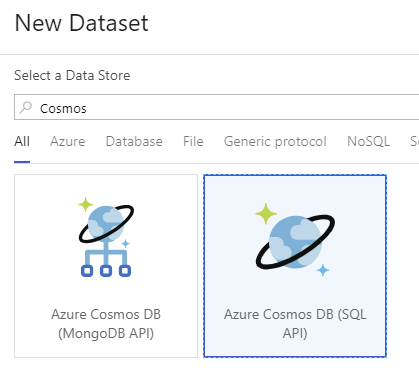 New Dataset
Select a Data Store
Cosmos
All Azure Database File Generic protocol NoSQL
Azure Cosmos DB
(MongoDB API)
Azure Cosmos DB (SQL
API)